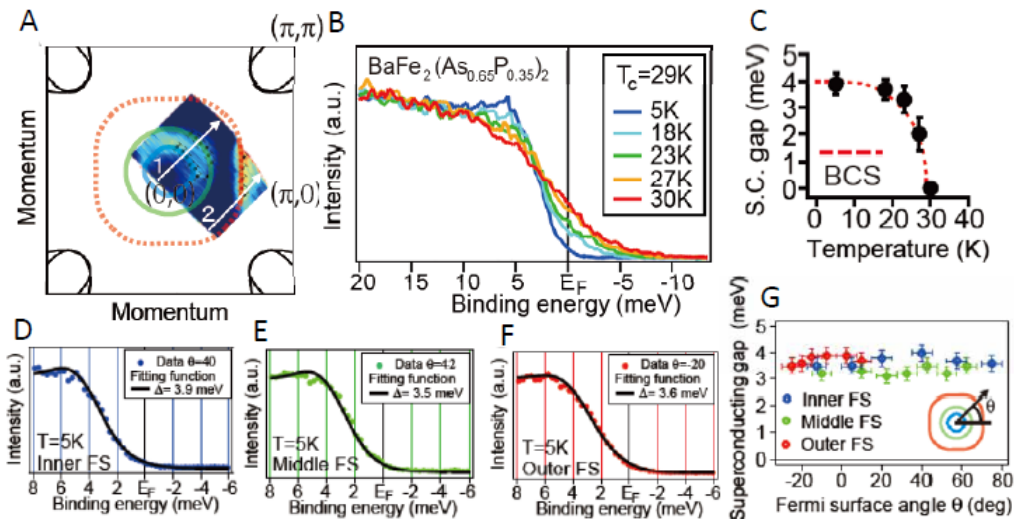 A
(π,π)
Momentum
1
(0,0)
(π,0)
2
Momentum
B
BaFe2(As0.65P0.35)2
Intensity (a.u.)
Tc=29K
5K
18K
23K
27K
30K
20 15 10 5 EF -5 -10
Binding energy (meV)
C
S.C. gap (meV)
5
4
3
2
1
0
BCS
0 10 20 30 40
Temperature (K)
D
Intensity (a.u.)
Data θ=40
Fitting function
Δ= 3.9 meV
T=5K
Inner FS
8 6 4 2 EF -2 -4 -6
Binding energy (meV)
E
Intensity (a.u.)
Data θ=42
Fitting function
Δ= 3.5 meV
T=5K
Middle FS
8 6 4 2 EF -2 -4 -6
Binding energy (meV)
F
Intensity (a.u.)
Data θ=-20
Fitting function
Δ= 3.6 meV
T=5K
Outer FS
8 6 4 2 EF -2 -4 -6
Binding energy (meV)
G
Superconducting gap (meV)
5
4
3
2
1
0
Inner FS
Middle FS
Outer FS
θ
-20 0 20 40 60 80
Fermi surface angle θ (deg)